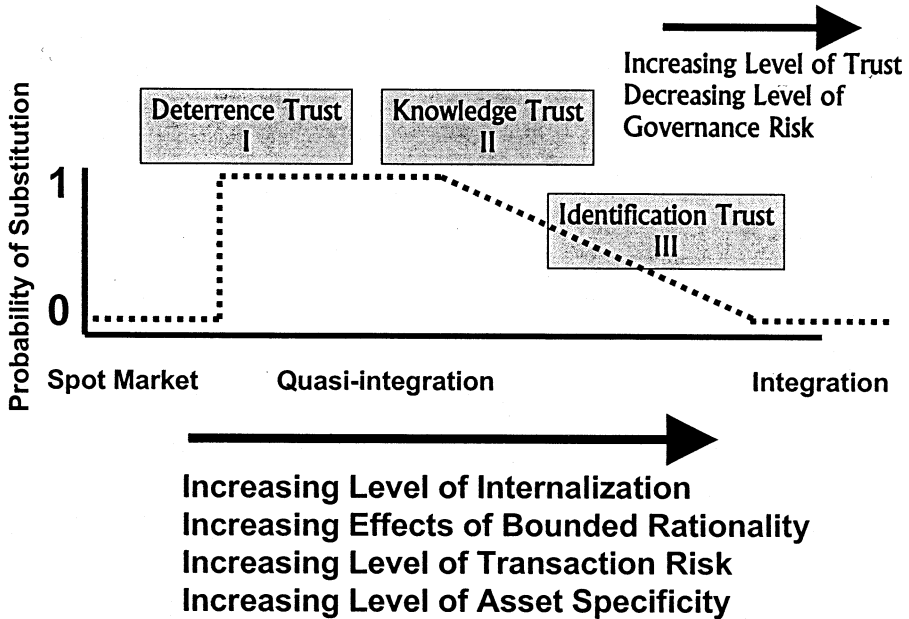 Increasing Level of Trust
Decreasing Level of
Governance Risk
Deterrence Trust
I
Knowledge Trust
II
Identification Trust
III
Probability of Substitution
1
0
Spot Market
Quasi-integration
Integration
Increasing Level of Internalization
Increasing Effects of Bounded Rationality
Increasing Level of Transaction Risk
Increasing Level of Asset Specificity